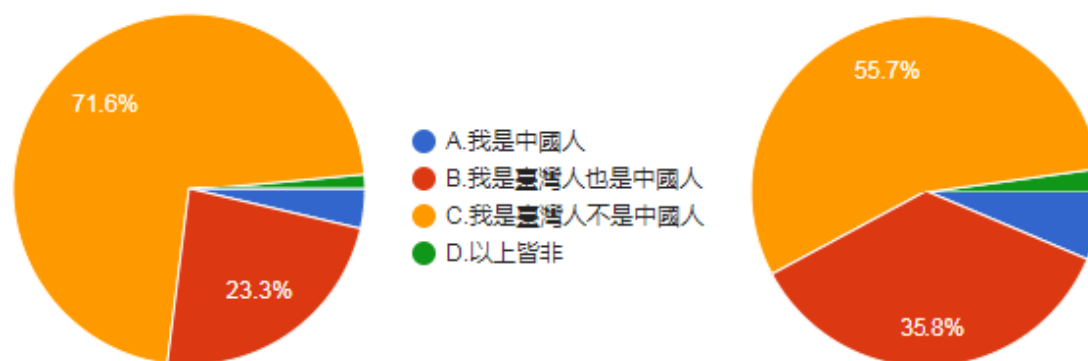 71.6%
23.3%
A.我是中國人
B.我是臺灣人也是中國人
C.我是臺灣人不是中國人
D.以上皆非
55.7%
35.8%